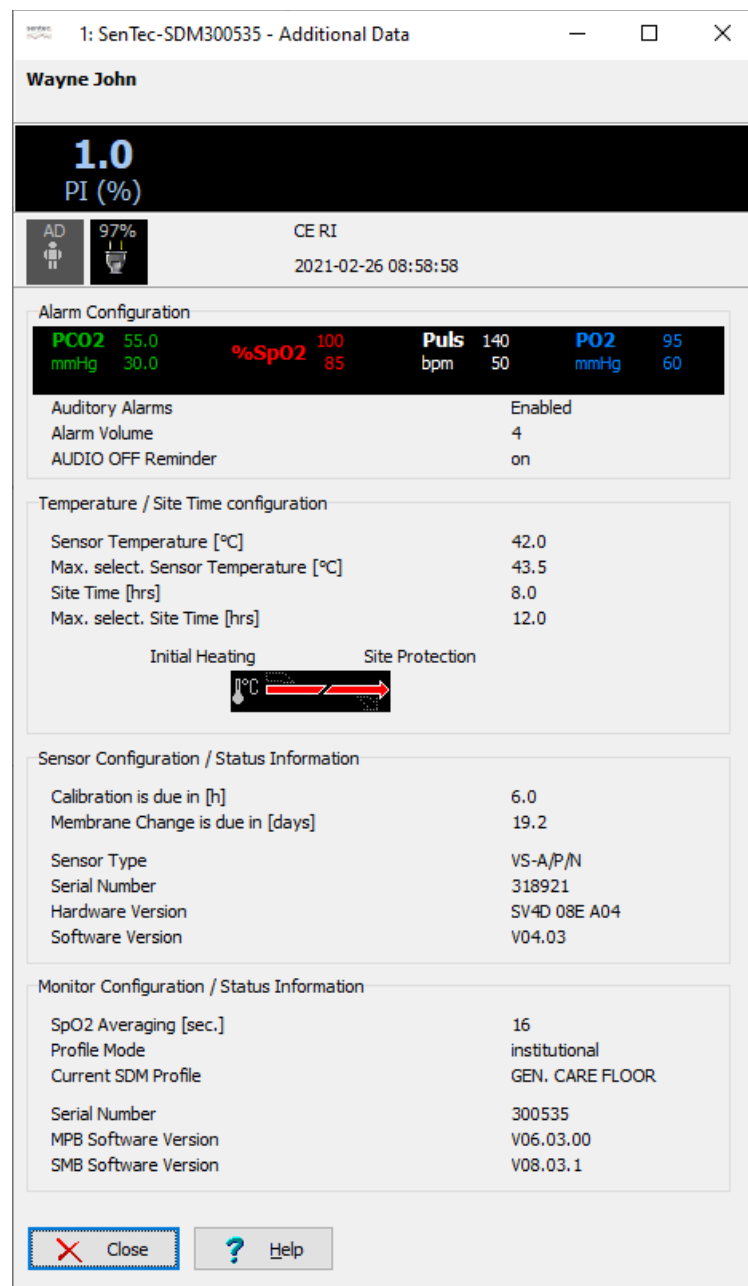 sentec
1: SenTec-SDM300535 - Additional Data
Wayne John
1.0
PI (%)
AD 97% CE RI
2021-02-26 08:58:58
Alarm Configuration
PCO2 55.0 %SpO2 100 Puls 140 PO2 95
mmHg 30.0 85 bpm 50 mmHg 60
Auditory Alarms Enabled
Alarm Volume 4
AUDIO OFF Reminder on
Temperature / Site Time configuration
Sensor Temperature [°C] 42.0
Max. select. Sensor Temperature [°C] 43.5
Site Time [hrs] 8.0
Max. select. Site Time [hrs] 12.0
Initial Heating Site Protection
°C
Sensor Configuration / Status Information
Calibration is due in [h] 6.0
Membrane Change is due in [days] 19.2
Sensor Type VS-A/P/N
Serial Number 318921
Hardware Version SV4D 08E A04
Software Version V04.03
Monitor Configuration / Status Information
SpO2 Averaging [sec.] 16
Profile Mode institutional
Current SDM Profile GEN. CARE FLOOR
Serial Number 300535
MPB Software Version V06.03.00
SMB Software Version V08.03.1
Close ? Help